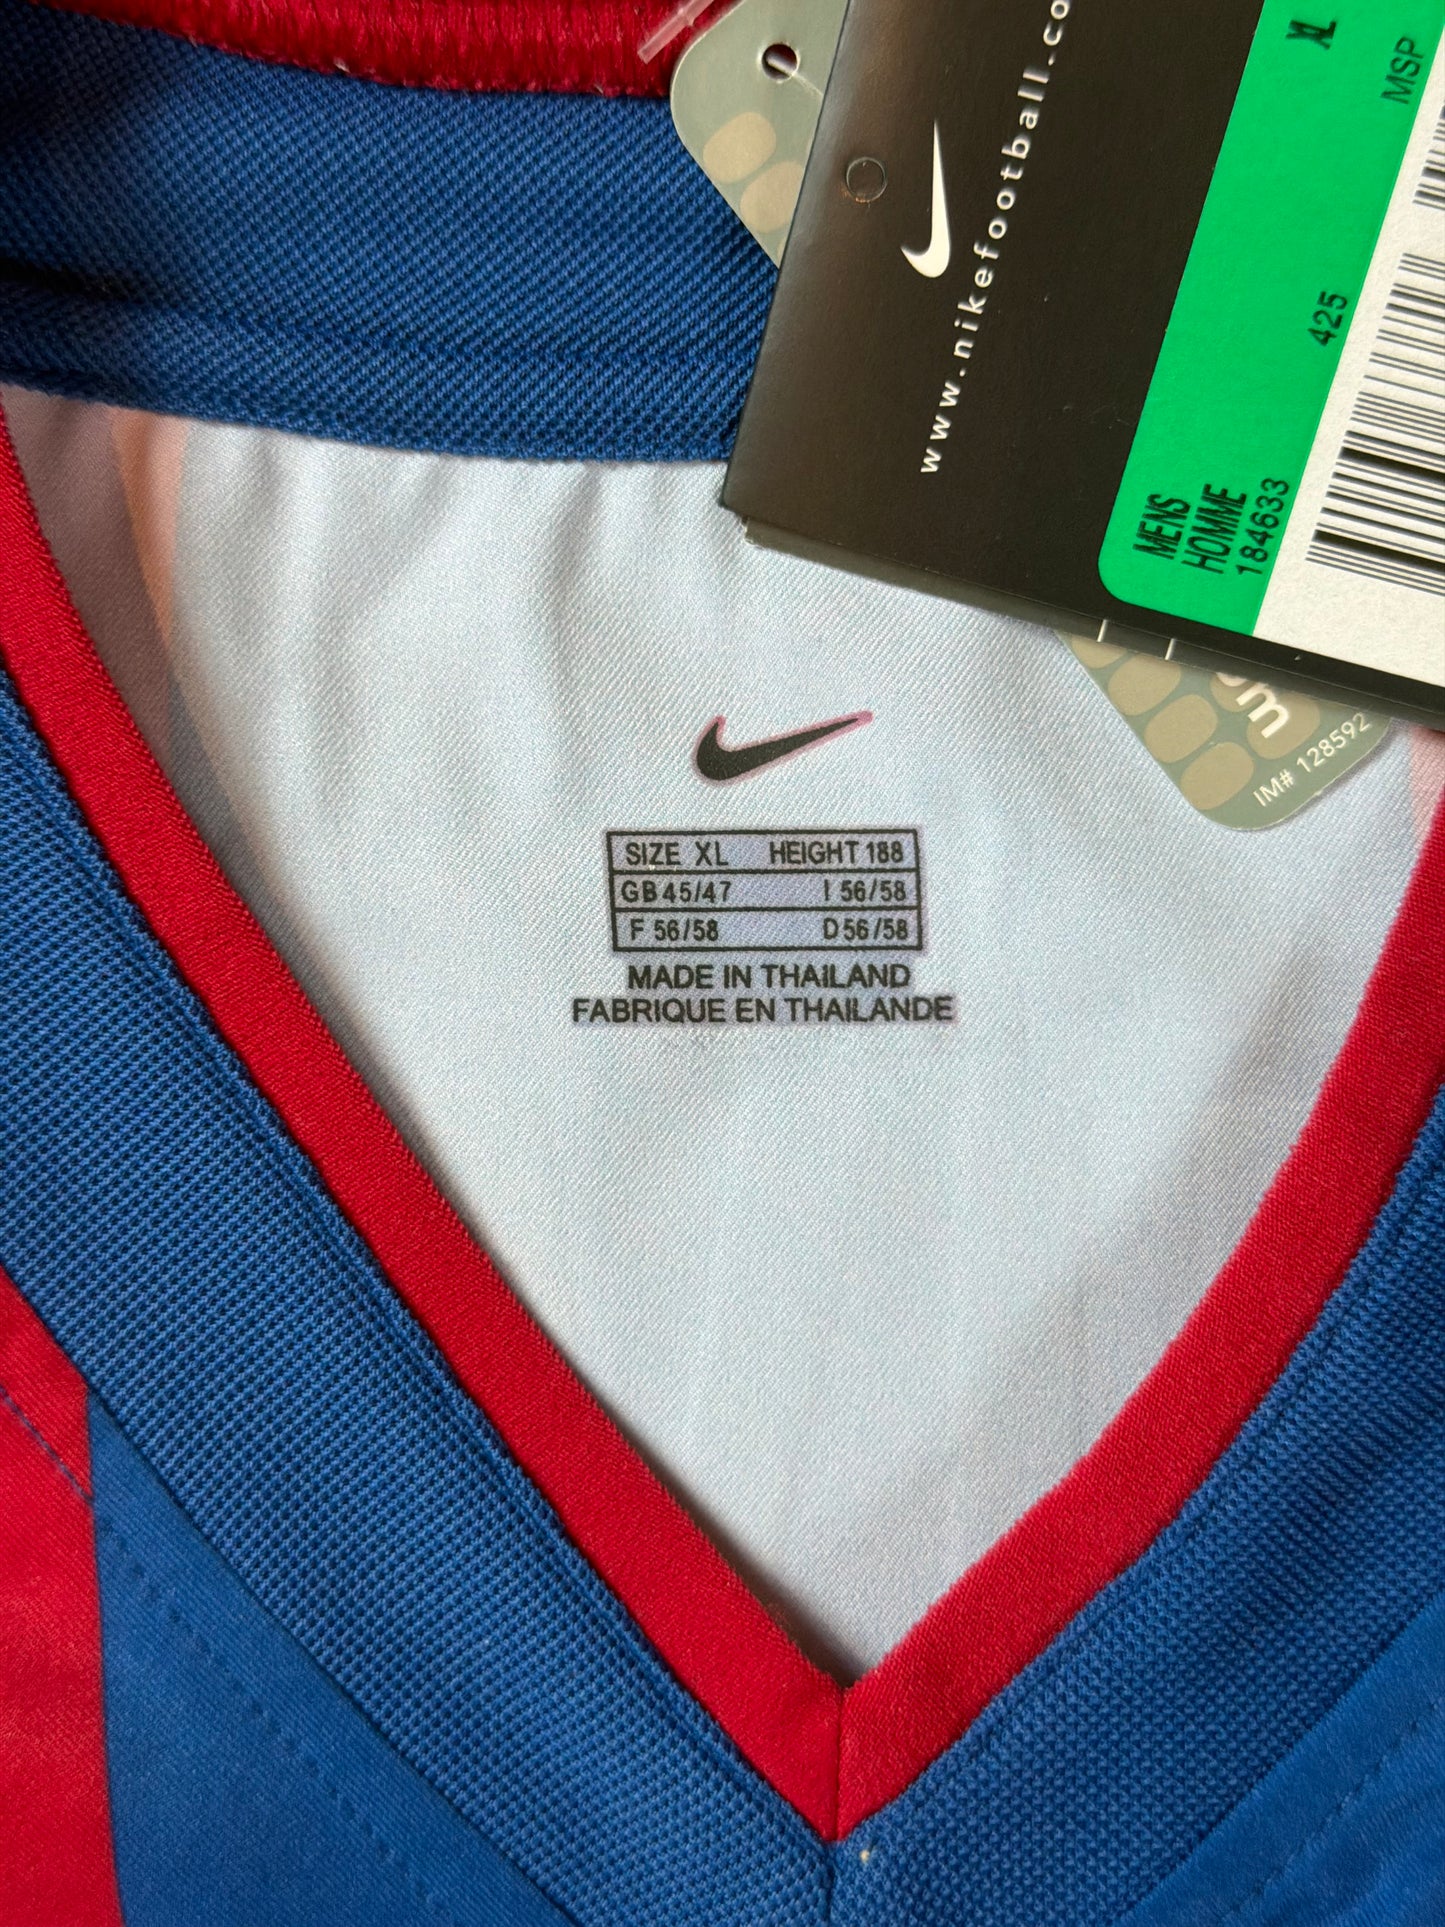 www.nikefootball.co
XL
MSP
425
MENS
HOMME
184633
IM# 128592
SIZE XL HEIGHT 188
GB 45/47 I 56/58
F 56/58 D 56/58
MADE IN THAILAND
FABRIQUE EN THAILANDE